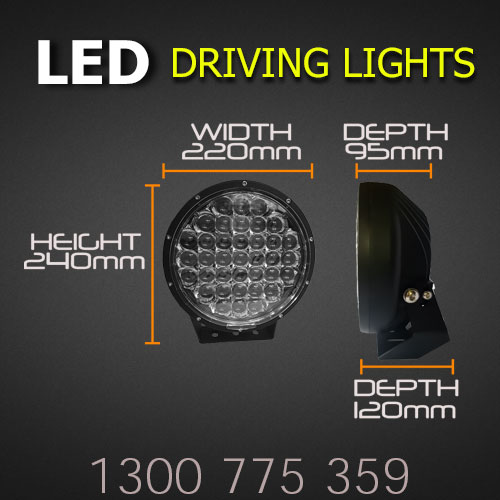 LED DRIVING LIGHTS
WIDTH
220mm
DEPTH
95mm
HEIGHT
240mm
DEPTH
120mm
1300 775 359